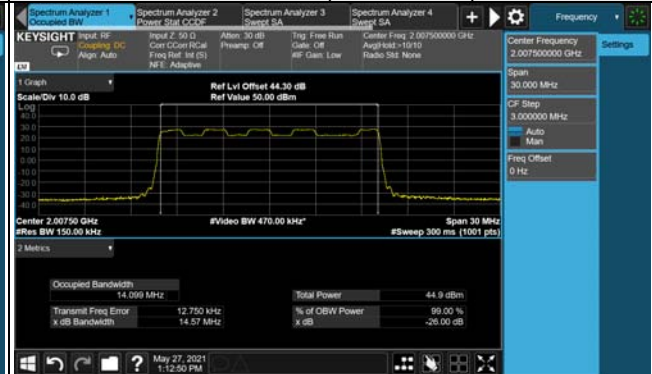 Spectrum Analyzer 1
Occupied BW
Spectrum Analyzer 2
Power Stat CCDF
Spectrum Analyzer 3
Swept SA
Spectrum Analyzer 4
Swept SA
Frequency
KEYSIGHT
Input: RF
Coupling: DC
Align: Auto
Input Z: 50 Ω
Corr CCorr RCal
Freq Ref: Int (S)
NFE: Adaptive
Atten: 30 dB
Preamp: Off
Trig: Free Run
Gate: Off
#IF Gain: Low
Center Freq: 2.007500000 GHz
Avg|Hold:>10/10
Radio Std: None
LXI
Center Frequency
2.007500000 GHz
Settings
Span
30.000 MHz
CF Step
3.000000 MHz
Auto
Man
Freq Offset
0 Hz
1 Graph
Scale/Div 10.0 dB
Ref Lvl Offset 44.30 dB
Ref Value 50.00 dBm
Log
40.0
30.0
20.0
10.0
0.00
-10.0
-20.0
-30.0
-40.0
Center 2.00750 GHz
#Res BW 150.00 kHz
#Video BW 470.00 kHz*
Span 30 MHz
#Sweep 300 ms (1001 pts)
2 Metrics
Occupied Bandwidth
14.099 MHz
Total Power
44.9 dBm
Transmit Freq Error
12.750 kHz
% of OBW Power
99.00 %
x dB Bandwidth
14.57 MHz
x dB
-26.00 dB
May 27, 2021
1:12:50 PM